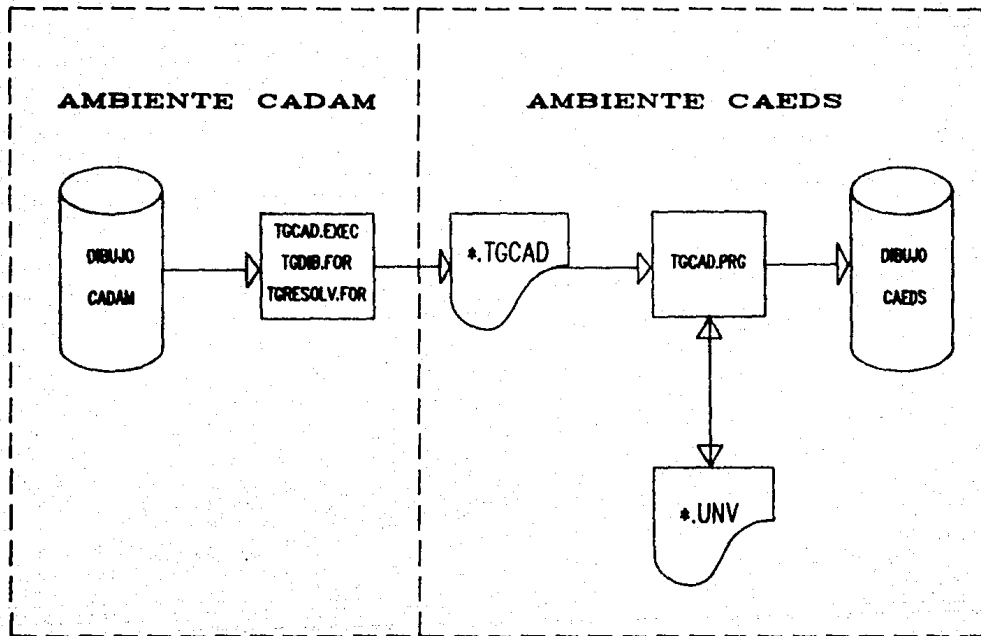 AMBIENTE CADAM
AMBIENTE CAEDS
DIBUJO
CADAM
TGCAD.EXEC
TGDIB.FOR
TGRESOLV.FOR
*.TGCAD
TGCAD.PRG
DIBUJO
CAEDS
*.UNV